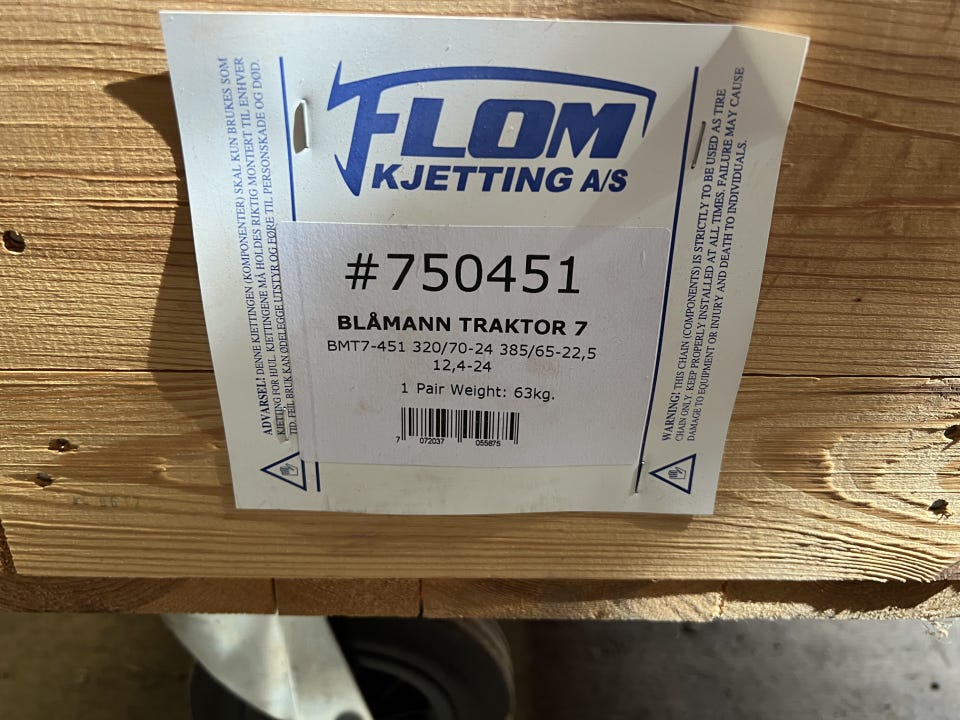 FLOM
KJETTING A/S
ADVARSEL! DENNE KJETTINGEN (KOMPONENTER) SKAL KUN BRUKES SOM
KJETTING FOR HJUL. KJETTINGENE MÅ HOLDES RIKTIG MONTERT TIL ENHVER
TID. FEIL BRUK KAN ØDELEGGE UTSTYR OG FØRE TIL PERSONSKADE OG DØD.
#750451
BLÅMANN TRAKTOR 7
BMT7-451 320/70-24 385/65-22,5
12,4-24
1 Pair Weight: 63kg.
7 072037 055875
WARNING! THIS CHAIN (COMPONENTS) IS STRICTLY TO BE USED AS TIRE
CHAIN ONLY. KEEP PROPERLY INSTALLED AT ALL TIMES. FAILURE MAY CAUSE
DAMAGE TO EQUIPMENT OR INJURY AND DEATH TO INDIVIDUALS.